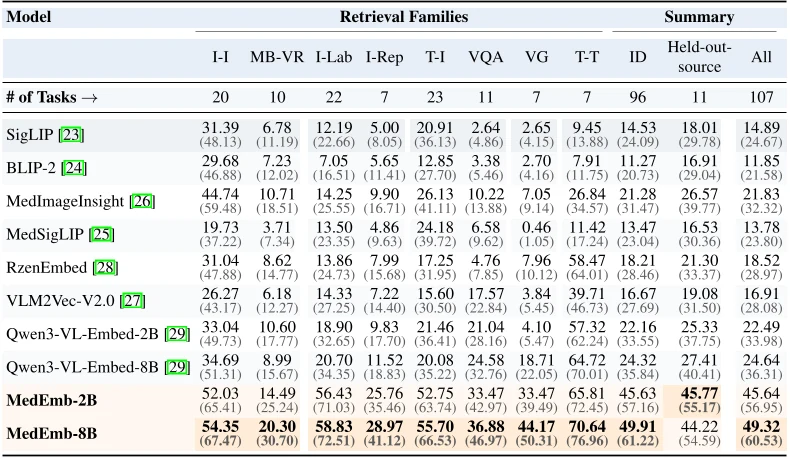 Model Retrieval Families Summary
I-I MB-VR I-Lab I-Rep T-I VQA VG T-T ID Held-out-source All
# of Tasks → 20 10 22 7 23 11 7 7 96 11 107
SigLIP [23] 31.39 6.78 12.19 5.00 20.91 2.64 2.65 9.45 14.53 18.01 14.89
(48.13) (11.19) (22.66) (8.05) (36.13) (4.86) (4.15) (13.88) (24.09) (29.78) (24.67)
BLIP-2 [24] 29.68 7.23 7.05 5.65 12.85 3.38 2.70 7.91 11.27 16.91 11.85
(46.88) (12.02) (16.51) (11.41) (27.70) (5.46) (4.16) (11.75) (20.73) (29.04) (21.58)
MedImageInsight [26] 44.74 10.71 14.25 9.90 26.13 10.22 7.05 26.84 21.28 26.57 21.83
(59.48) (18.51) (25.55) (16.71) (41.11) (13.88) (9.14) (34.57) (31.47) (39.77) (32.32)
MedSigLIP [25] 19.73 3.71 13.50 4.86 24.18 6.58 0.46 11.42 13.47 16.53 13.78
(37.22) (7.34) (23.35) (9.63) (39.72) (9.62) (1.05) (17.24) (23.04) (30.36) (23.80)
RzenEmbed [28] 31.04 8.62 13.86 7.99 17.25 4.76 7.96 58.47 18.21 21.30 18.52
(47.88) (14.77) (24.73) (15.68) (31.95) (7.85) (10.12) (64.01) (28.46) (33.37) (28.97)
VLM2Vec-V2.0 [27] 26.27 6.18 14.33 7.22 15.60 17.57 3.84 39.71 16.67 19.08 16.91
(43.17) (12.27) (27.25) (14.40) (30.50) (22.84) (5.45) (46.73) (27.69) (31.50) (28.08)
Qwen3-VL-Embed-2B [29] 33.04 10.60 18.90 9.83 21.46 21.04 4.10 57.32 22.16 25.33 22.49
(49.73) (17.77) (32.65) (17.70) (36.41) (28.16) (5.47) (62.24) (33.55) (37.75) (33.98)
Qwen3-VL-Embed-8B [29] 34.69 8.99 20.70 11.52 20.08 24.58 18.71 64.72 24.32 27.41 24.64
(51.31) (15.67) (34.35) (18.83) (35.22) (32.76) (22.05) (70.01) (35.84) (40.41) (36.31)
MedEmb-2B 52.03 14.49 56.43 25.76 52.75 33.47 33.47 65.81 45.63 45.77 45.64
(65.41) (25.24) (71.03) (35.46) (63.74) (42.97) (39.49) (72.45) (57.16) (55.17) (56.95)
MedEmb-8B 54.35 20.30 58.83 28.97 55.70 36.88 44.17 70.64 49.91 44.22 49.32
(67.47) (30.70) (72.51) (41.12) (66.53) (46.97) (50.31) (76.96) (61.22) (54.59) (60.53)